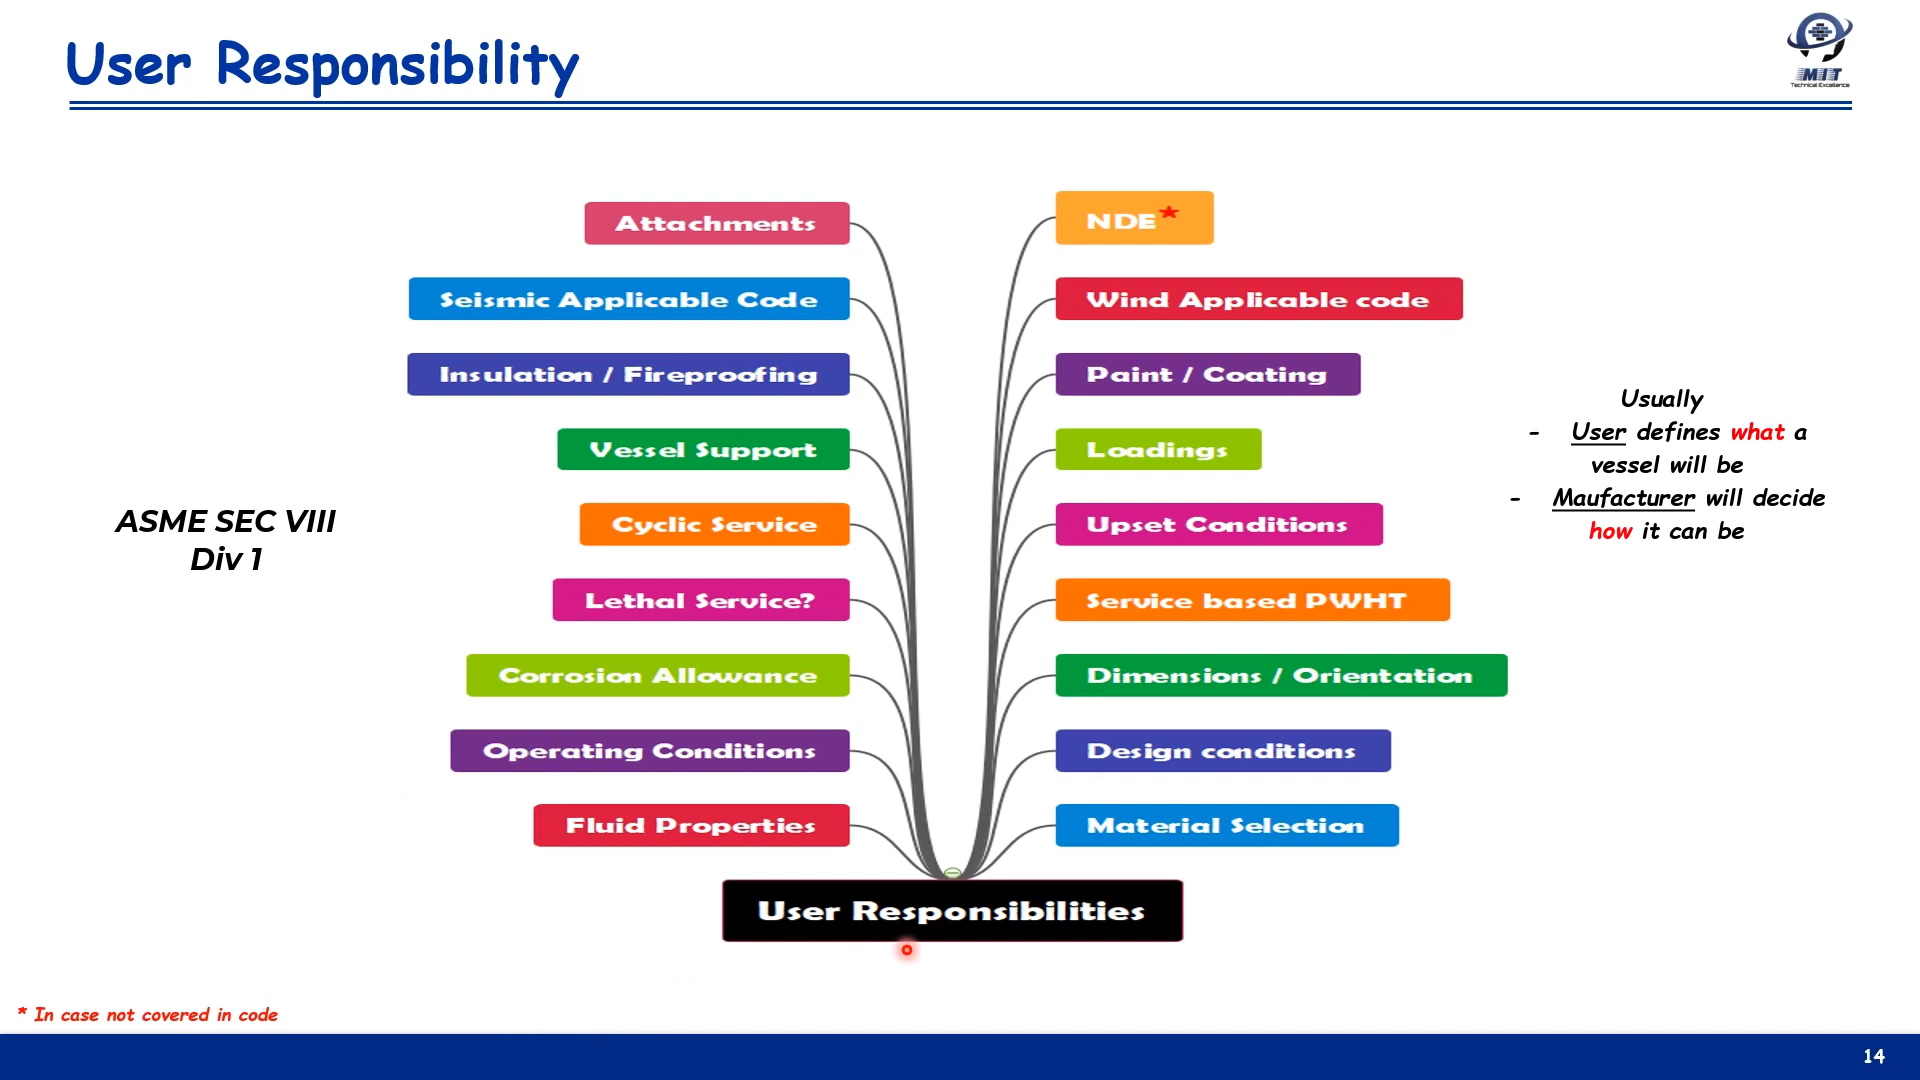 User Responsibility
MIT
Technical Excellence
Attachments
Seismic Applicable Code
Insulation / Fireproofing
Vessel Support
Cyclic Service
Lethal Service?
Corrosion Allowance
Operating Conditions
Fluid Properties
NDE*
Wind Applicable code
Paint / Coating
Loadings
Upset Conditions
Service based PWHT
Dimensions / Orientation
Design conditions
Material Selection
User Responsibilities
ASME SEC VIII
Div 1
Usually
- User defines what a
vessel will be
- Maufacturer will decide
how it can be
* In case not covered in code
14